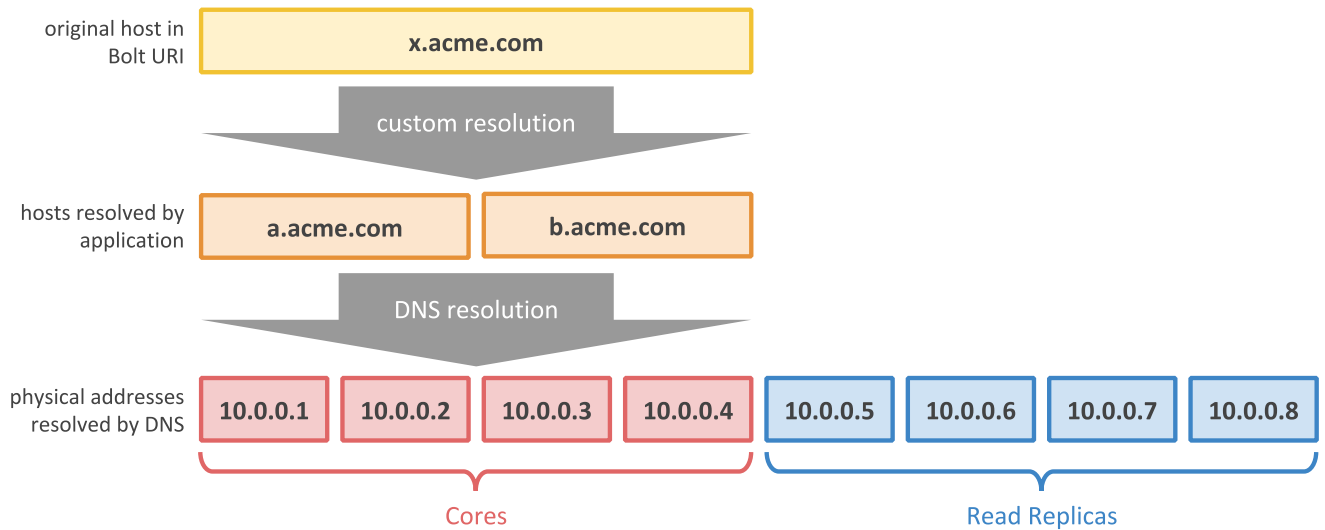 original host in
Bolt URI
x.acme.com
custom resolution
hosts resolved by
application
a.acme.com
b.acme.com
DNS resolution
physical addresses
resolved by DNS
10.0.0.1
10.0.0.2
10.0.0.3
10.0.0.4
10.0.0.5
10.0.0.6
10.0.0.7
10.0.0.8
Cores
Read Replicas